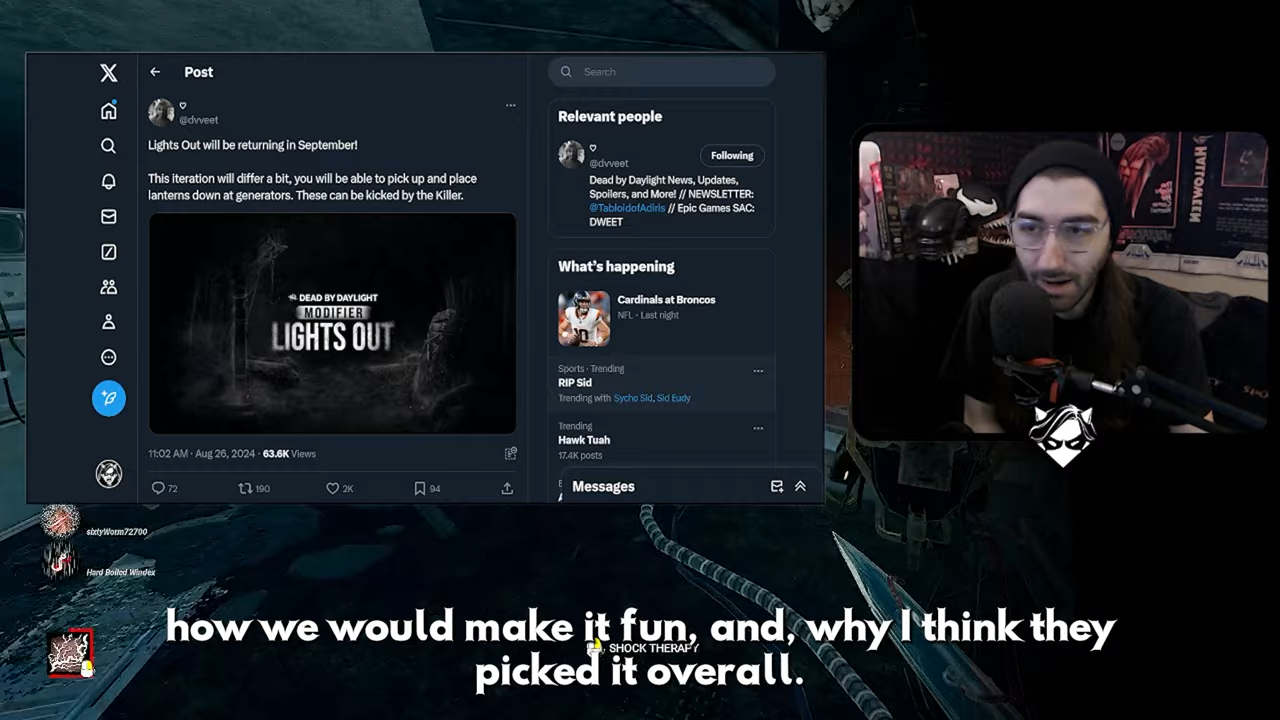 Post
Search
♡
@dvveet
Lights Out will be returning in September!
This iteration will differ a bit, you will be able to pick up and place
lanterns down at generators. These can be kicked by the Killer.
DEAD BY DAYLIGHT
MODIFIER
LIGHTS OUT
11:02 AM · Aug 26, 2024 · 63.6K Views
72
190
2K
94
Relevant people
♡
@dvveet
Following
Dead by Daylight News, Updates,
Spoilers, and More! // NEWSLETTER:
@TabloidofAdiris // Epic Games SAC:
DWEET
What's happening
Cardinals at Broncos
NFL · Last night
Sports · Trending
RIP Sid
Trending with Sycho Sid, Sid Eudy
Trending
Hawk Tuah
17.4K posts
Messages
HALLOWEEN
sixtyWorm72700
Hard Boiled Windex
how we would make it fun, and, why I think they
SHOCK THERAPY
picked it overall.